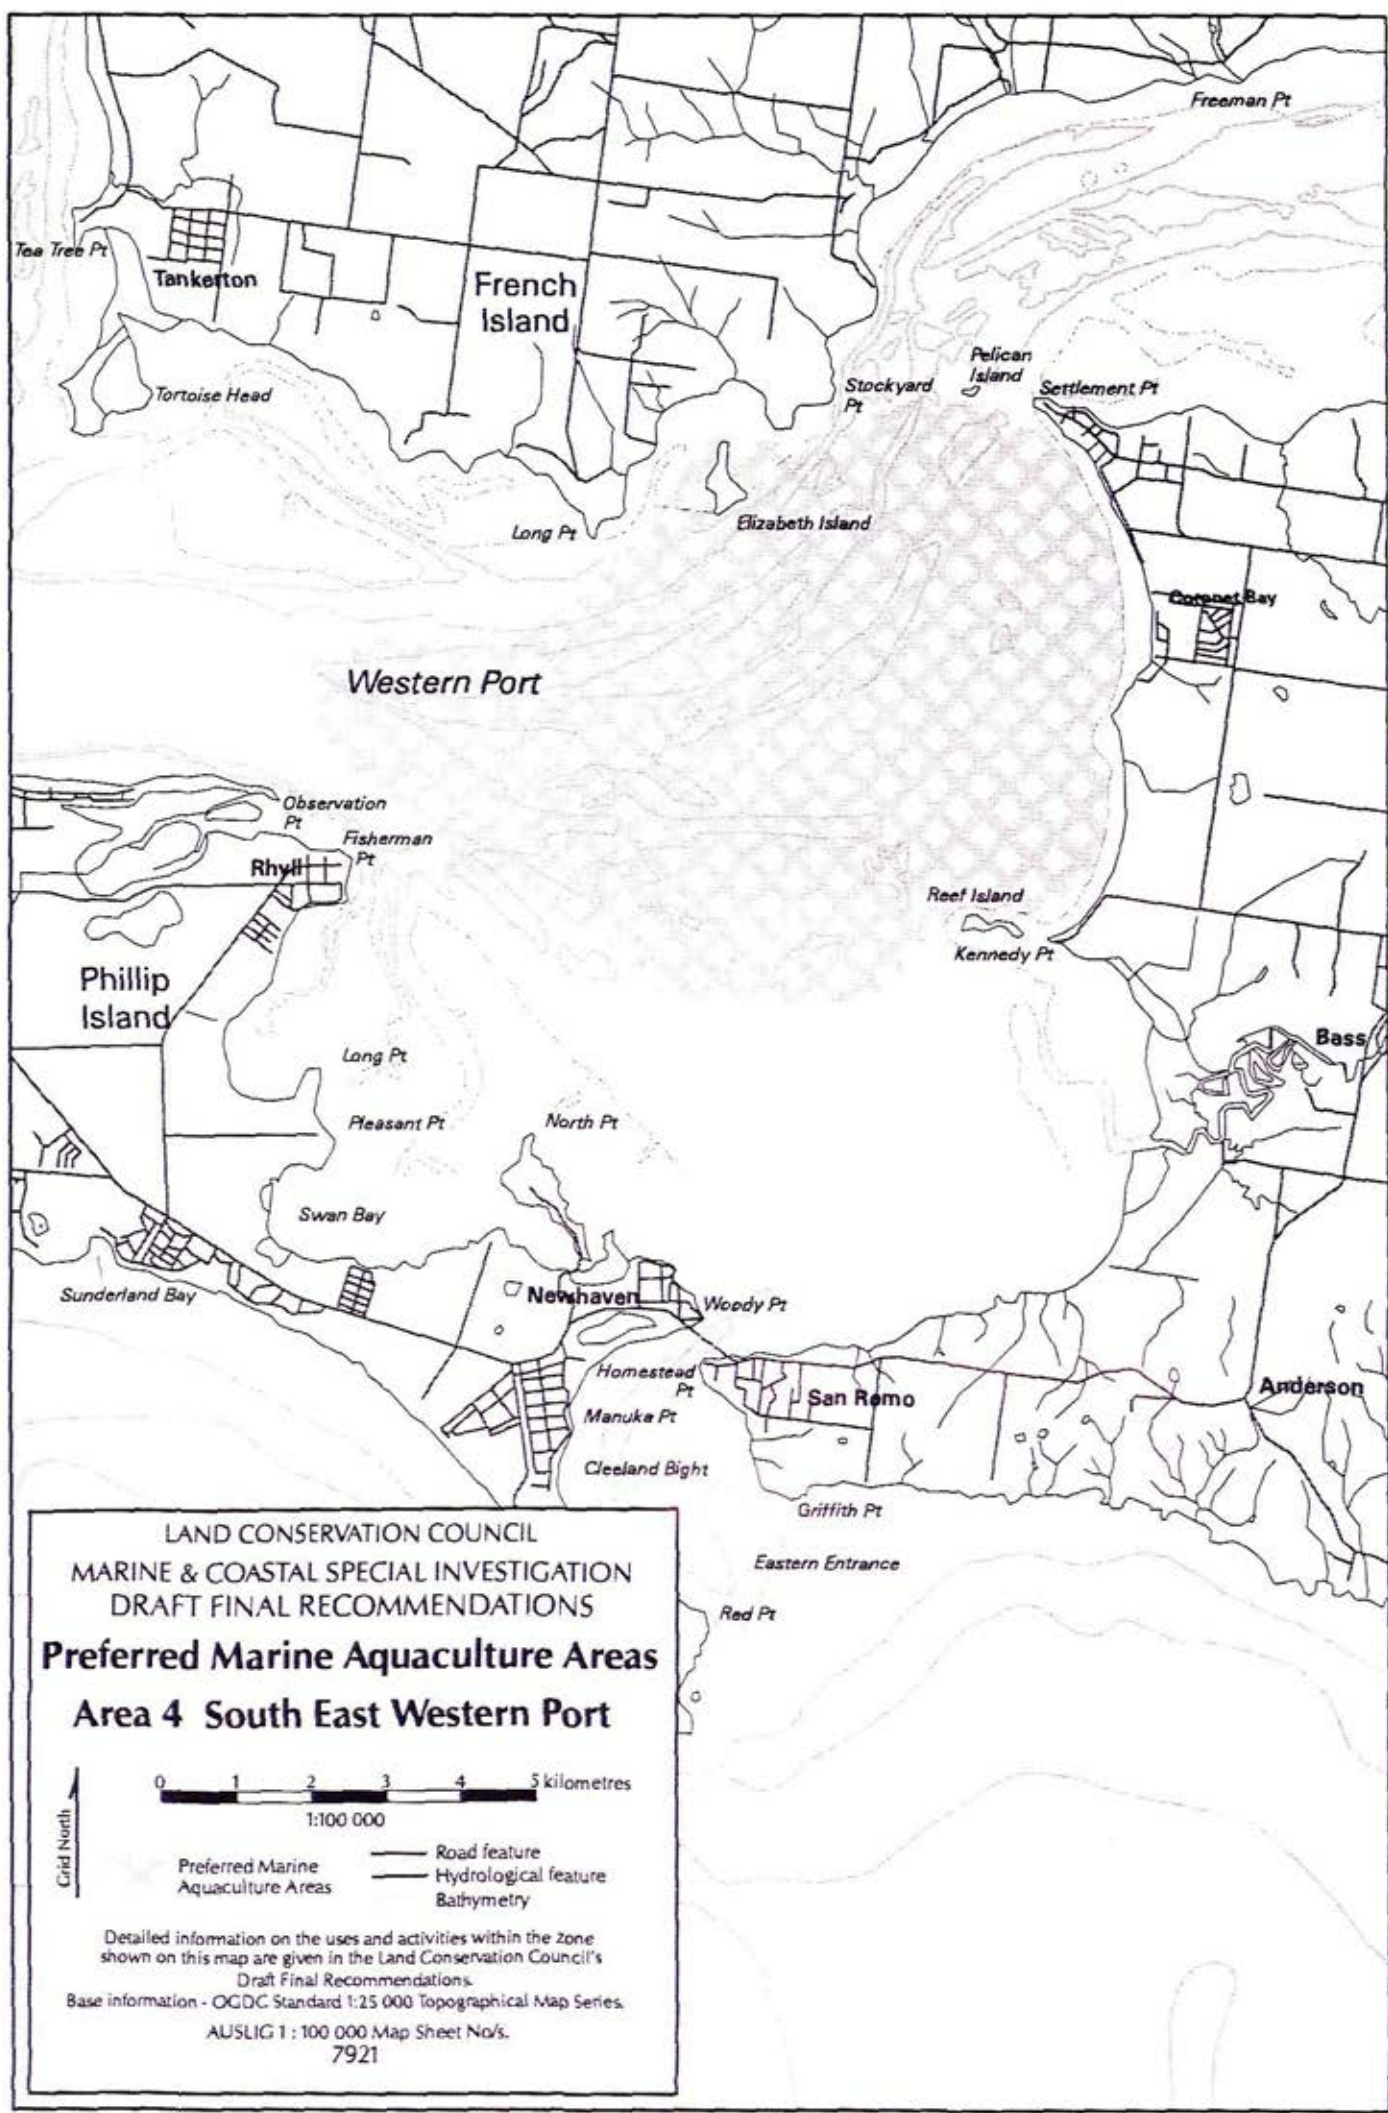 Freeman Pt
Tea Tree Pt
Tankerton
French
Island
Pelican
Island
Stockyard
Pt
Settlement Pt
Tortoise Head
Long Pt
Elizabeth Island
Coronet Bay
Western Port
Observation
Pt
Fisherman
Pt
Rhyll
Reef Island
Kennedy Pt
Phillip
Island
Bass
Long Pt
Pleasant Pt
North Pt
Swan Bay
Sunderland Bay
Newhaven
Woody Pt
Homestead
Pt
San Remo
Anderson
Manuka Pt
Cleeland Bight
Griffith Pt
Eastern Entrance
Red Pt
LAND CONSERVATION COUNCIL
MARINE & COASTAL SPECIAL INVESTIGATION
DRAFT FINAL RECOMMENDATIONS
Preferred Marine Aquaculture Areas
Area 4 South East Western Port
0 1 2 3 4 5 kilometres
1:100 000
Grid North
Preferred Marine
Aquaculture Areas
Road feature
Hydrological feature
Bathymetry
Detailed information on the uses and activities within the zone
shown on this map are given in the Land Conservation Council's
Draft Final Recommendations.
Base information - OGDC Standard 1:25 000 Topographical Map Series.
AUSLIG 1 : 100 000 Map Sheet No/s.
7921